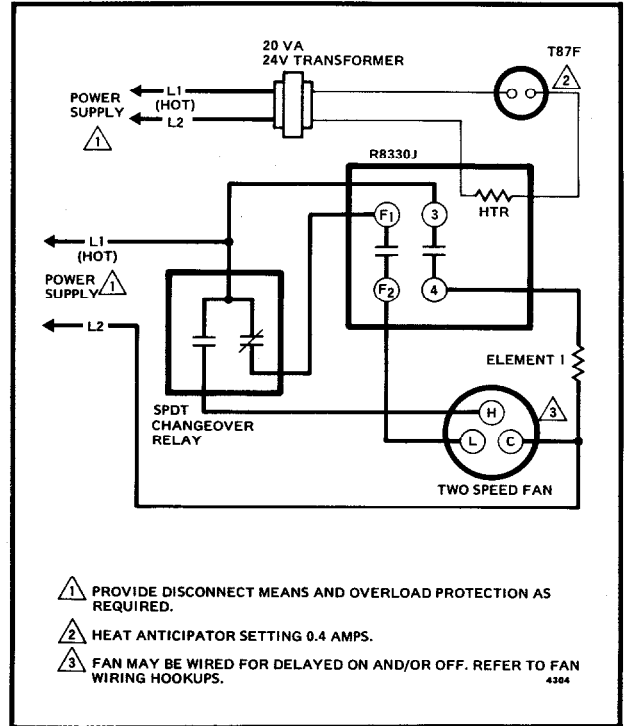 20 VA
24V TRANSFORMER
T87F
2
L1
(HOT)
POWER
SUPPLY
L2
1
R8330J
HTR
F1
3
L1
(HOT)
POWER
SUPPLY
1
F2
4
L2
ELEMENT 1
SPDT
CHANGEOVER
RELAY
H
3
L
C
TWO SPEED FAN
1 PROVIDE DISCONNECT MEANS AND OVERLOAD PROTECTION AS
REQUIRED.
2 HEAT ANTICIPATOR SETTING 0.4 AMPS.
3 FAN MAY BE WIRED FOR DELAYED ON AND/OR OFF. REFER TO FAN
WIRING HOOKUPS.
4304